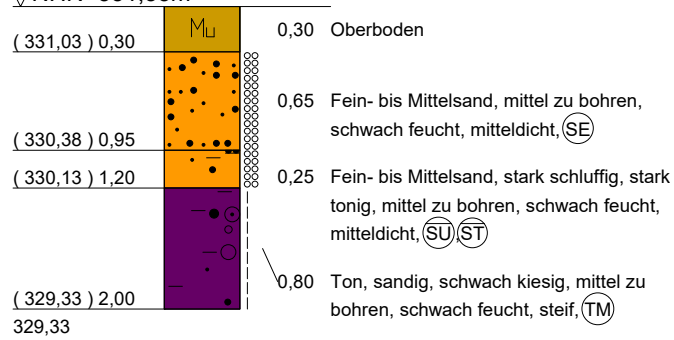 Mu
0,30 Oberboden
( 331,03 ) 0,30
0,65 Fein- bis Mittelsand, mittel zu bohren,
schwach feucht, mitteldicht, SE
( 330,38 ) 0,95
( 330,13 ) 1,20
0,25 Fein- bis Mittelsand, stark schluffig, stark
tonig, mittel zu bohren, schwach feucht,
mitteldicht, S̅U̅, S̅T̅
0,80 Ton, sandig, schwach kiesig, mittel zu
bohren, schwach feucht, steif, TM
( 329,33 ) 2,00
329,33